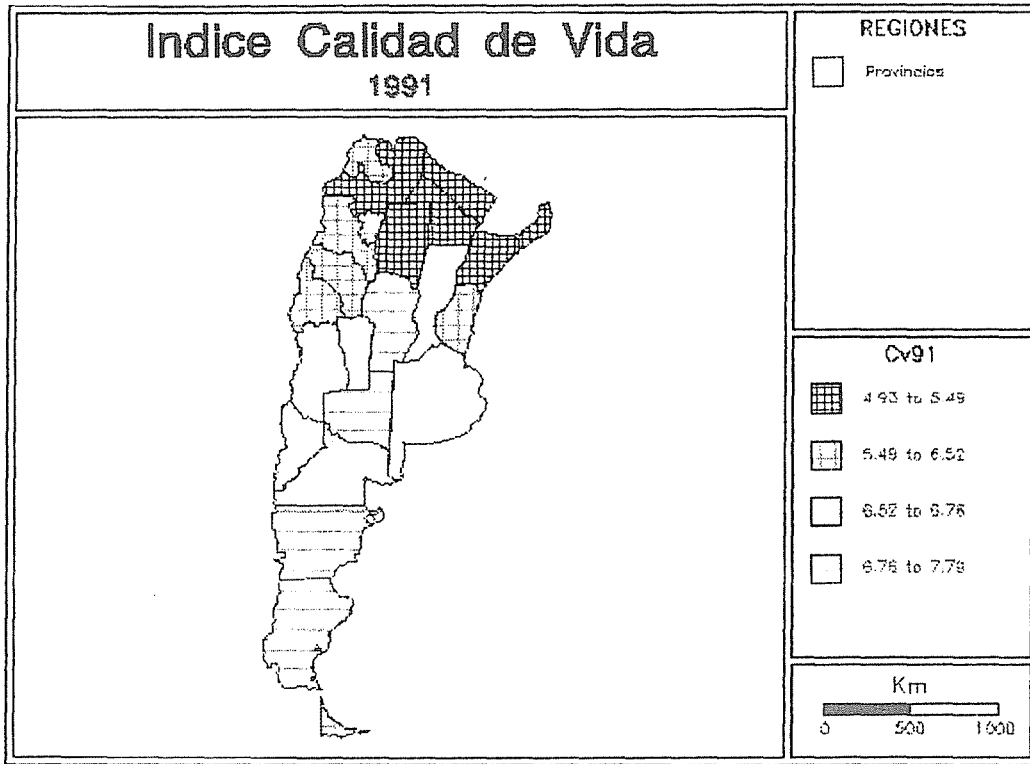 Indice Calidad de Vida
1991
REGIONES
Provincias
Cv91
4.93 to 5.49
5.49 to 6.52
6.52 to 6.76
6.76 to 7.79
Km
0 500 1000